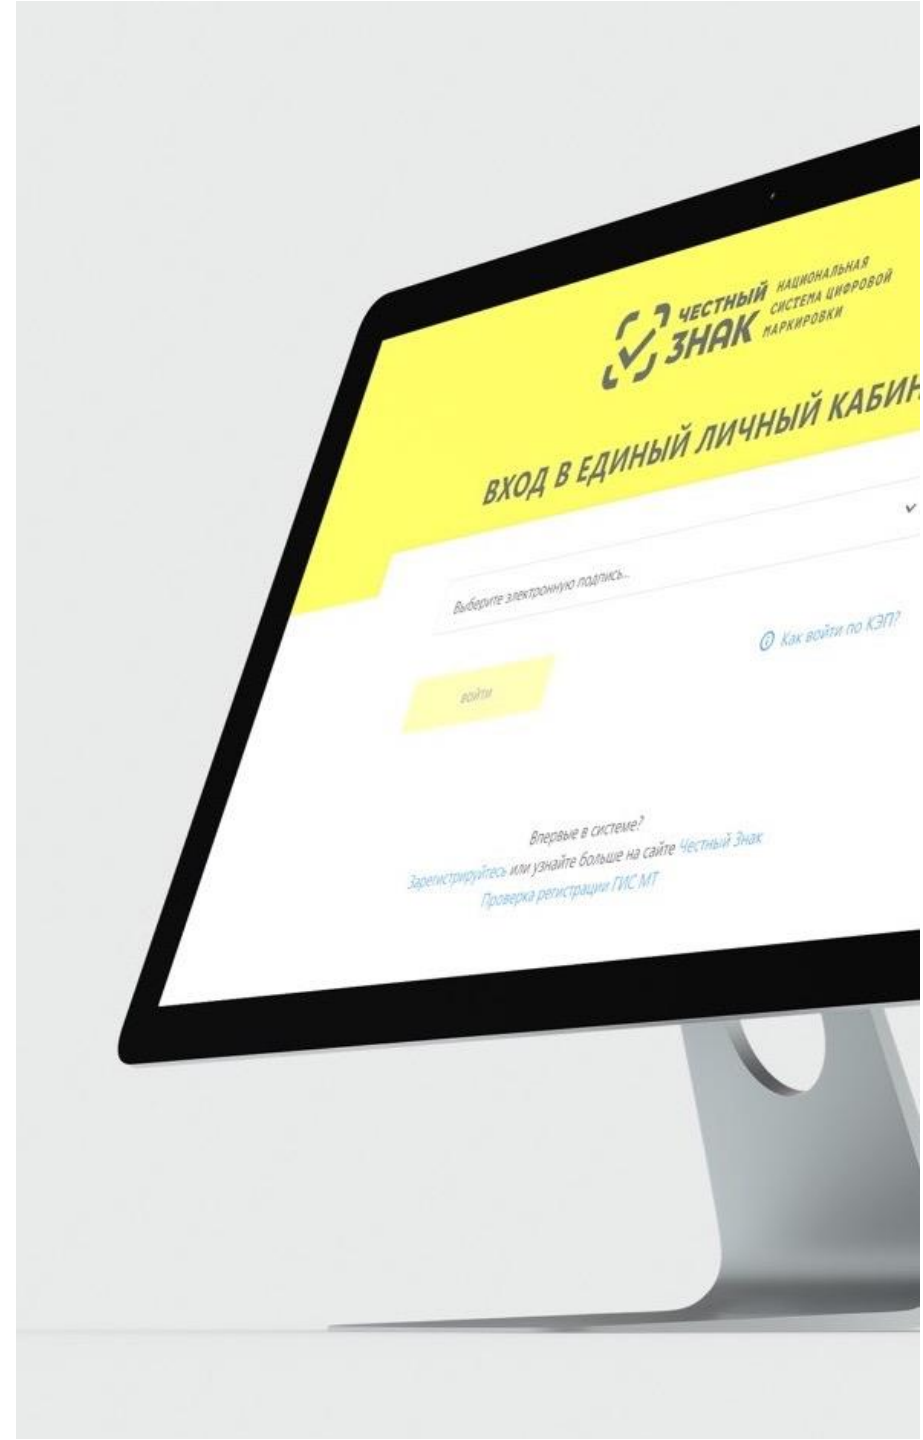 ЧЕСТНЫЙ
ЗНАК
НАЦИОНАЛЬНАЯ
СИСТЕМА ЦИФРОВОЙ
МАРКИРОВКИ
ВХОД В ЕДИНЫЙ ЛИЧНЫЙ КАБИН
Выберите электронную подпись...
Как войти по КЭП?
ВОЙТИ
Впервые в системе?
Зарегистрируйтесь или узнайте больше на сайте Честный Знак
Проверка регистрации ГИС МТ